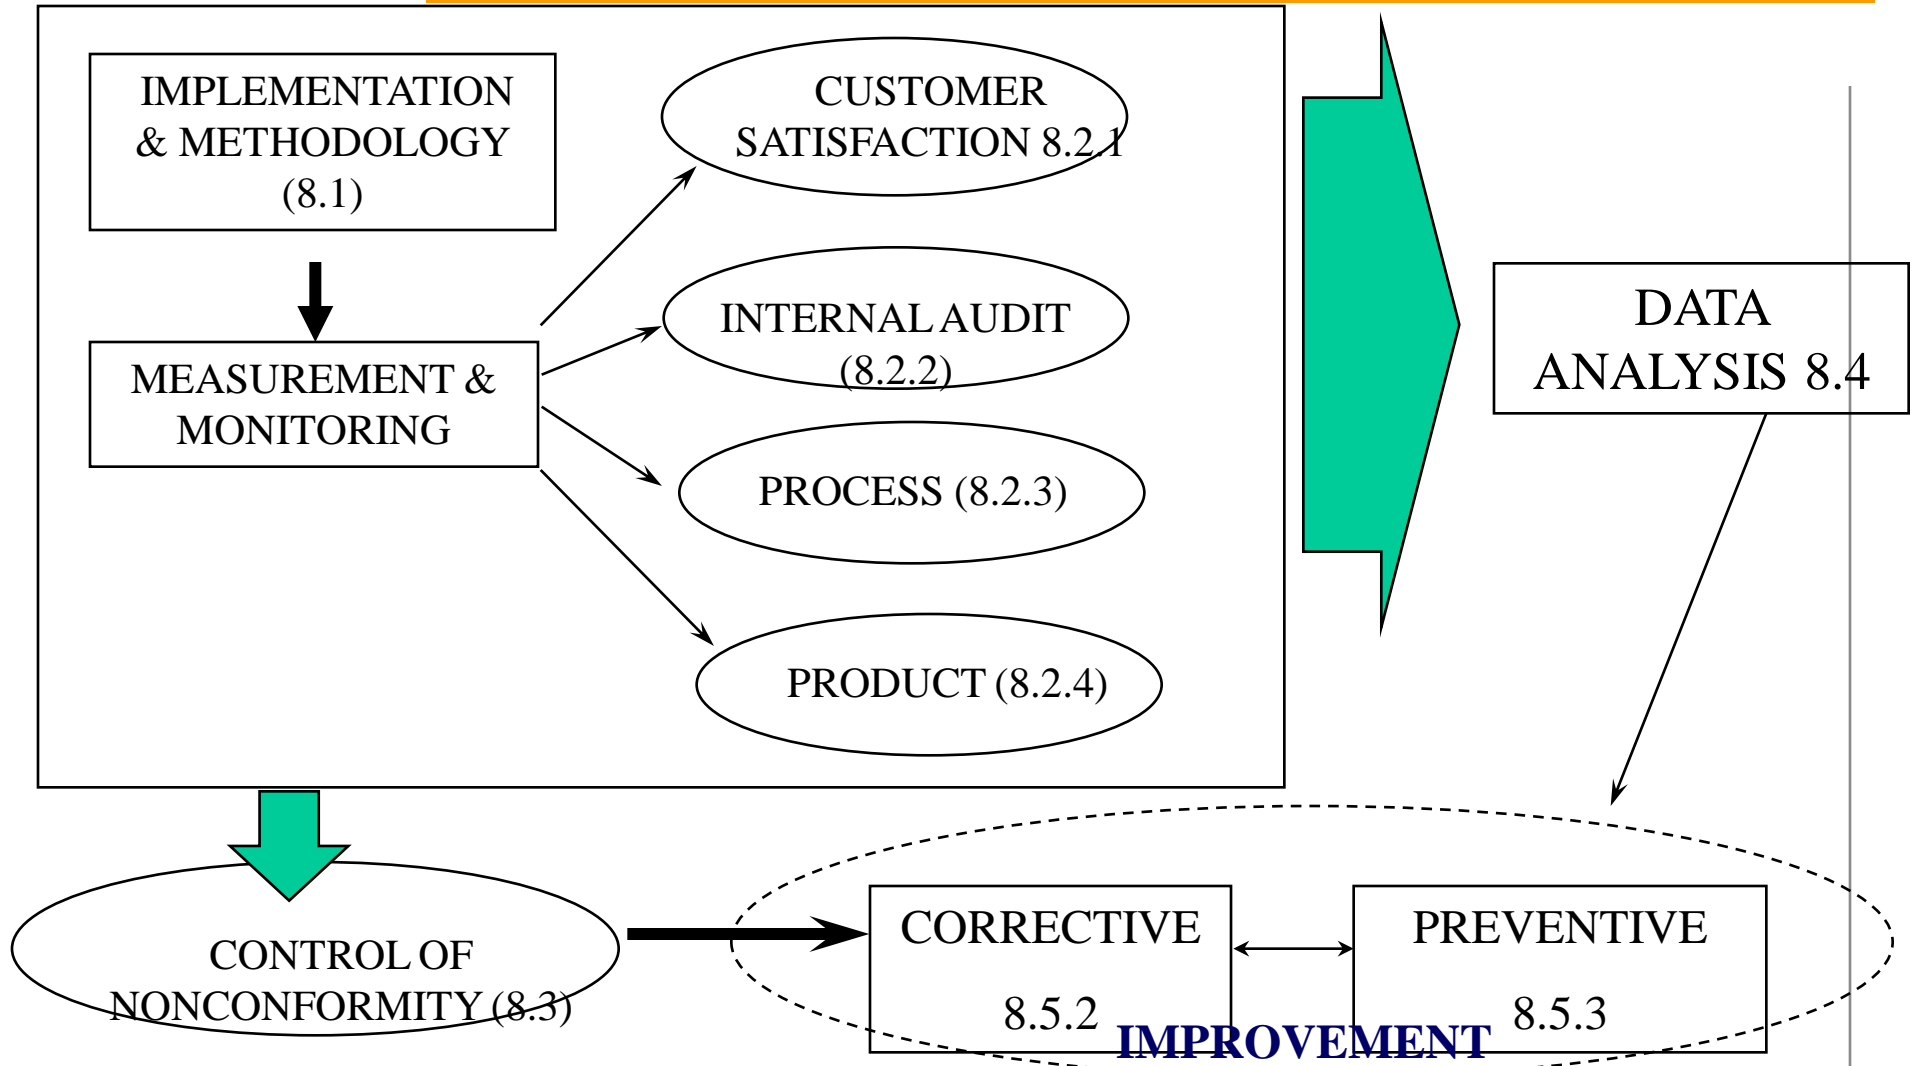 IMPLEMENTATION
& METHODOLOGY
(8.1)
CUSTOMER
SATISFACTION 8.2.1
INTERNAL AUDIT
(8.2.2)
MEASUREMENT &
MONITORING
PROCESS (8.2.3)
PRODUCT (8.2.4)
DATA
ANALYSIS 8.4
CONTROL OF
NONCONFORMITY (8.3)
CORRECTIVE
8.5.2
PREVENTIVE
8.5.3
IMPROVEMENT